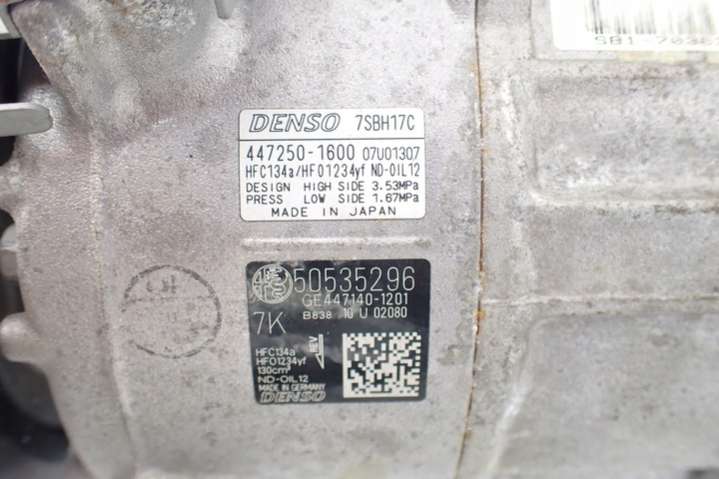 SB1
DENSO 7SBH17C
447250-1600 07U01307
HFC134a/HFO1234yf ND-OIL12
DESIGN HIGH SIDE 3.53MPa
PRESS LOW SIDE 1.67MPa
MADE IN JAPAN
50535296
GE447140-1201
7K B838 10 U 02080
REV
HFC134a
HFO1234yf
130cm³
ND-OIL12
MADE IN GERMANY
DENSO